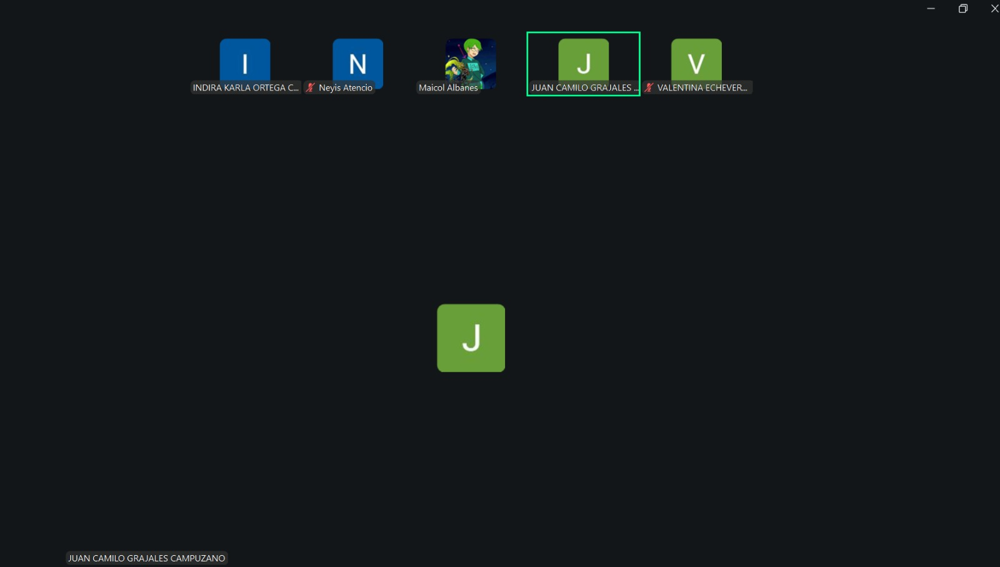 I
N
J
V
INDIRA KARLA ORTEGA C...
Neyis Atencio
Maicol Albanes
JUAN CAMILO GRAJALES ...
VALENTINA ECHEVER...
J
JUAN CAMILO GRAJALES CAMPUZANO